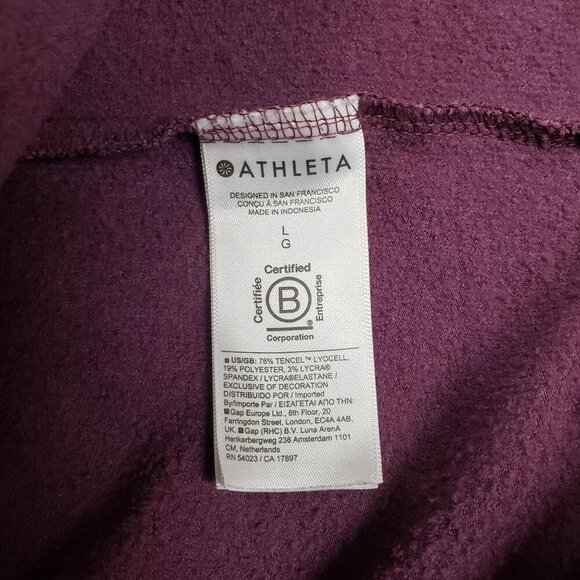 ATHLETA
DESIGNED IN SAN FRANCISCO
CONÇU À SAN FRANCISCO
MADE IN INDONESIA
L
G
Certified
Certifiée
B
Entreprise
®
Corporation
■ US/GB: 78% TENCEL™ LYOCELL,
19% POLYESTER, 3% LYCRA®
SPANDEX / LYCRA®ELASTANE /
EXCLUSIVE OF DECORATION
DISTRIBUIDO POR / Imported
By/Importe Par / ΕΙΣΑΓΕΤΑΙ ΑΠΟ ΤΗΝ:
■ Gap Europe Ltd., 8th Floor, 20
Farringdon Street, London, EC4A 4AB,
UK. ■ Gap (RHC) B.V. Luna ArenA
Herikerbergweg 238 Amsterdam 1101
CM, Netherlands
RN 54023 / CA 17897